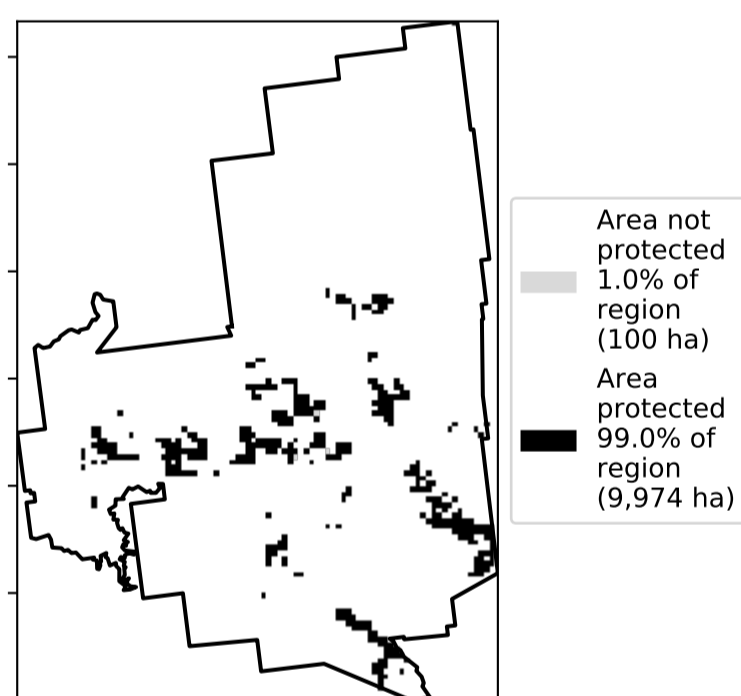 Area not
protected
1.0% of
region
(100 ha)
Area
protected
99.0% of
region
(9,974 ha)